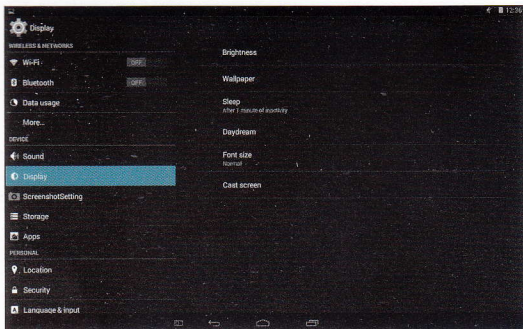 12:36
Display
WIRELESS & NETWORKS
Wi-Fi OFF
Bluetooth OFF
Data usage
More...
DEVICE
Sound
Display
ScreenshotSetting
Storage
Apps
PERSONAL
Location
Security
Language & input
Brightness
Wallpaper
Sleep
After 1 minute of inactivity
Daydream
Font size
Normal
Cast screen